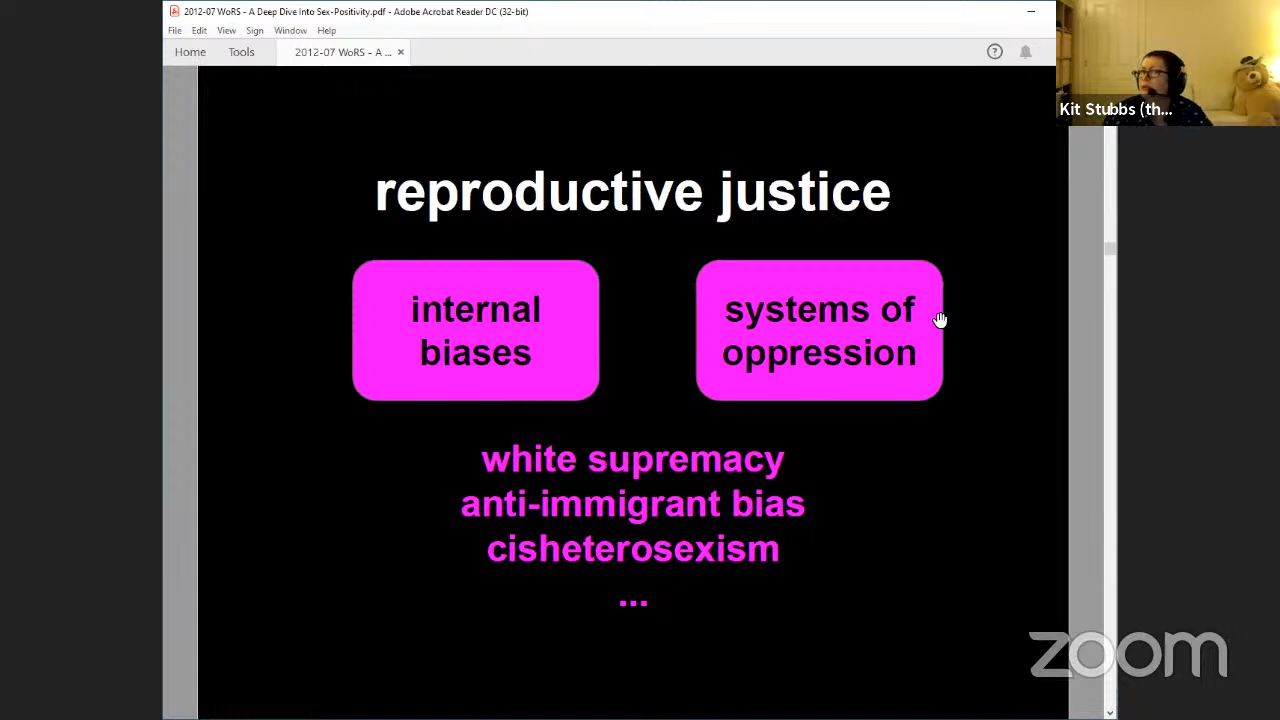 2012-07 WoRS - A Deep Dive Into Sex-Positivity.pdf - Adobe Acrobat Reader DC (32-bit)
File Edit View Sign Window Help
Home Tools 2012-07 WoRS - A ... ×
Kit Stubbs (th...
reproductive justice
internal
biases
systems of
oppression
white supremacy
anti-immigrant bias
cisheterosexism
...
zoom